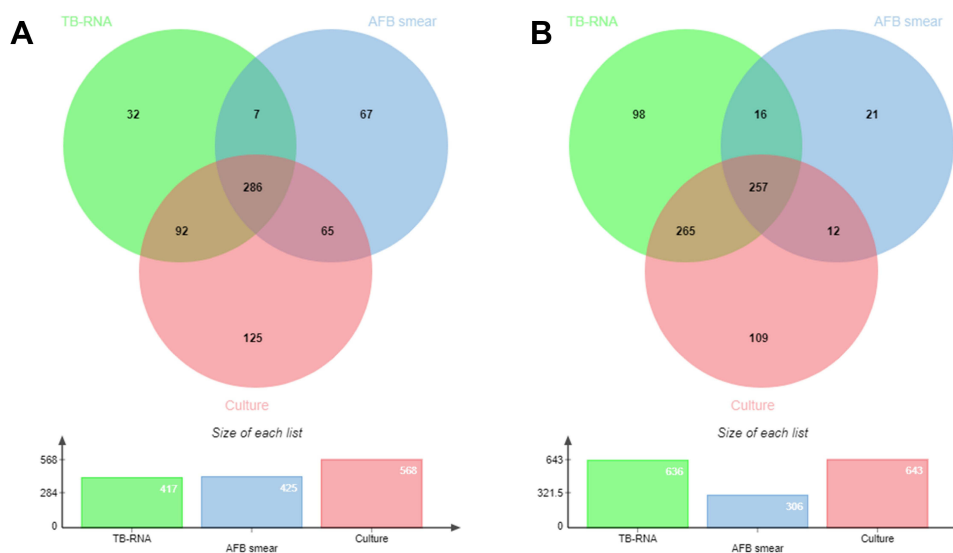 A
TB-RNA
AFB smear
32
7
67
286
92
65
125
Culture
Size of each list
568
284
0
417
425
568
TB-RNA
AFB smear
Culture
B
TB-RNA
AFB smear
98
16
21
257
265
12
109
Culture
Size of each list
643
321.5
0
636
306
643
TB-RNA
AFB smear
Culture